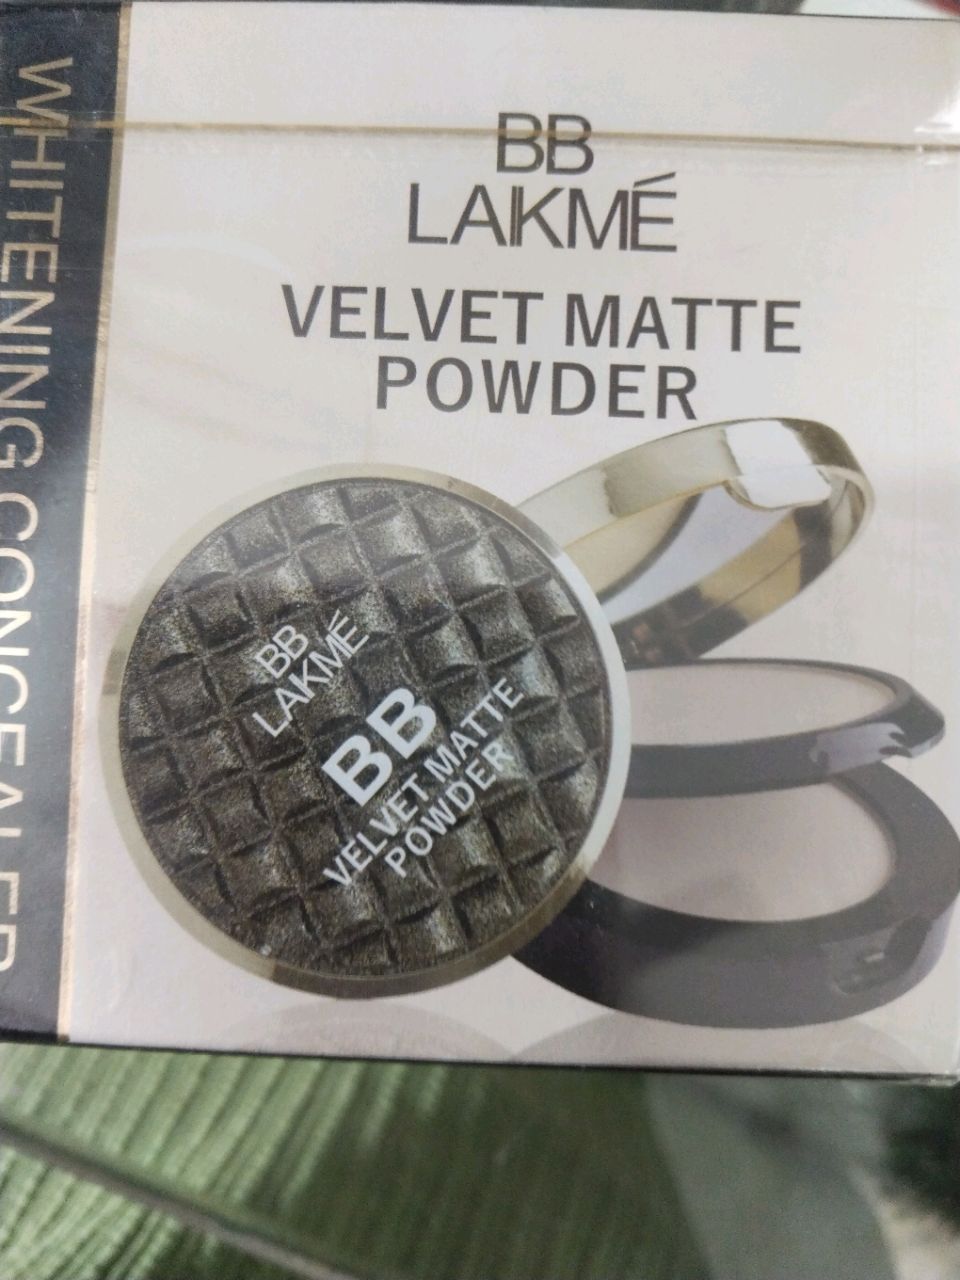 WHITENING CONCEALER
BB
LAKMÉ
VELVET MATTE
POWDER
BB
LAKMÉ
BB
VELVET MATTE
POWDER